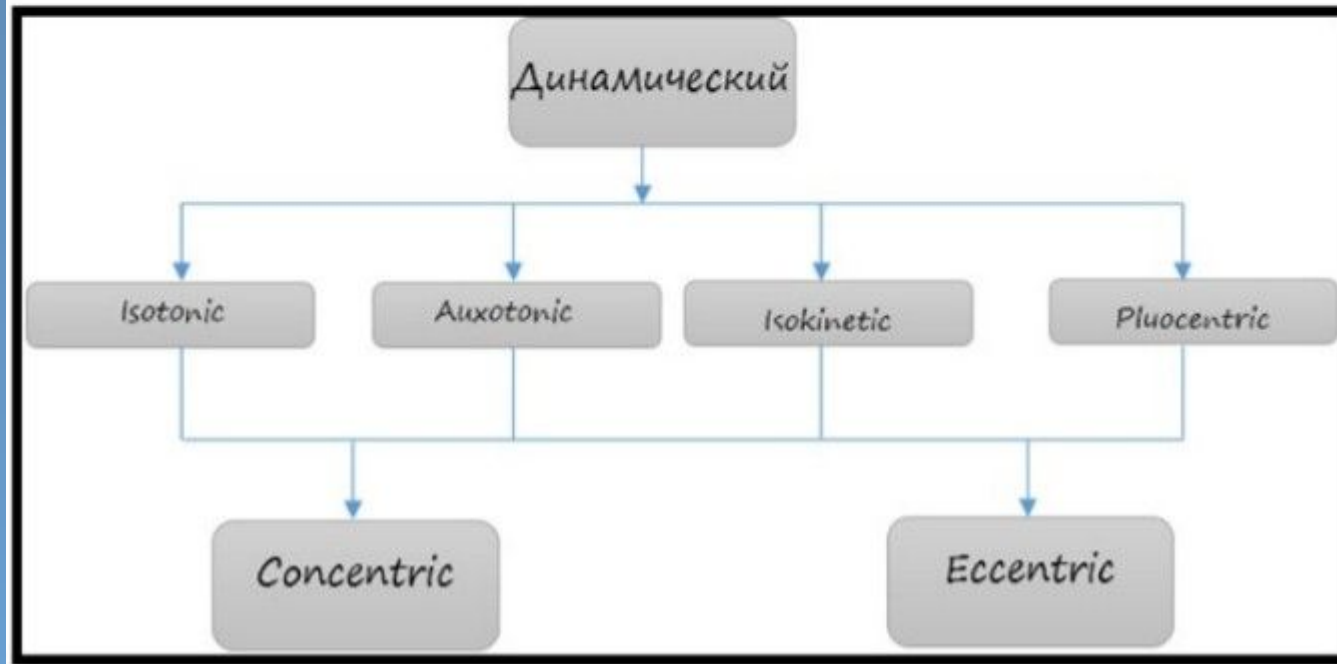 Динамический
Isotonic
Auxotonic
Isokinetic
Pluocentric
Concentric
Eccentric